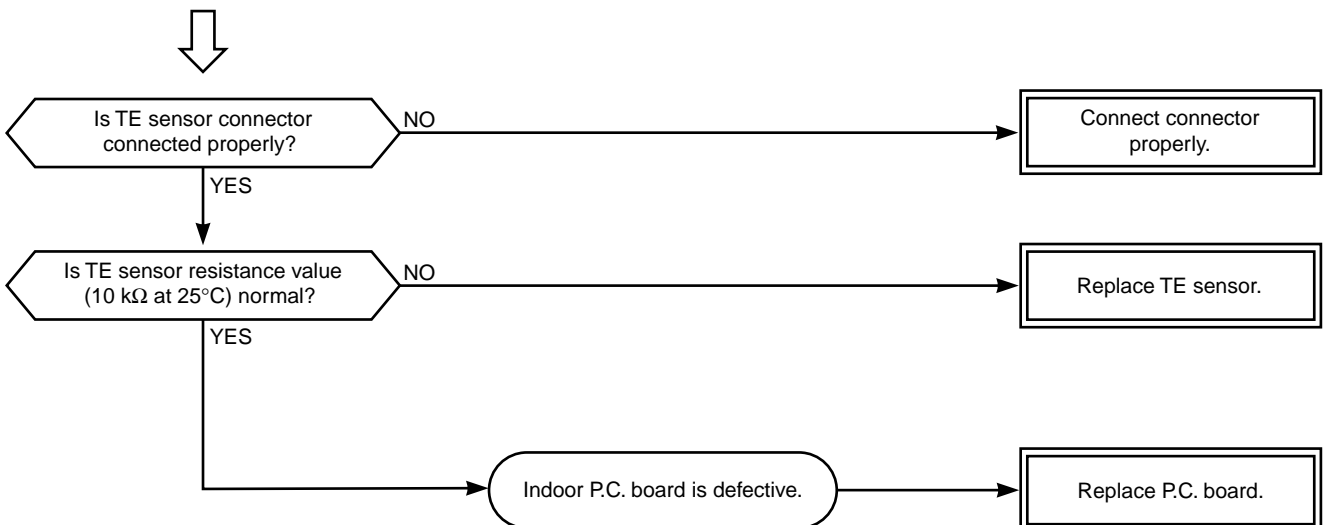 Is TE sensor connector
connected properly?
NO
Connect connector
properly.
YES
Is TE sensor resistance value
(10 kΩ at 25°C) normal?
NO
Replace TE sensor.
YES
Indoor P.C. board is defective.
Replace P.C. board.